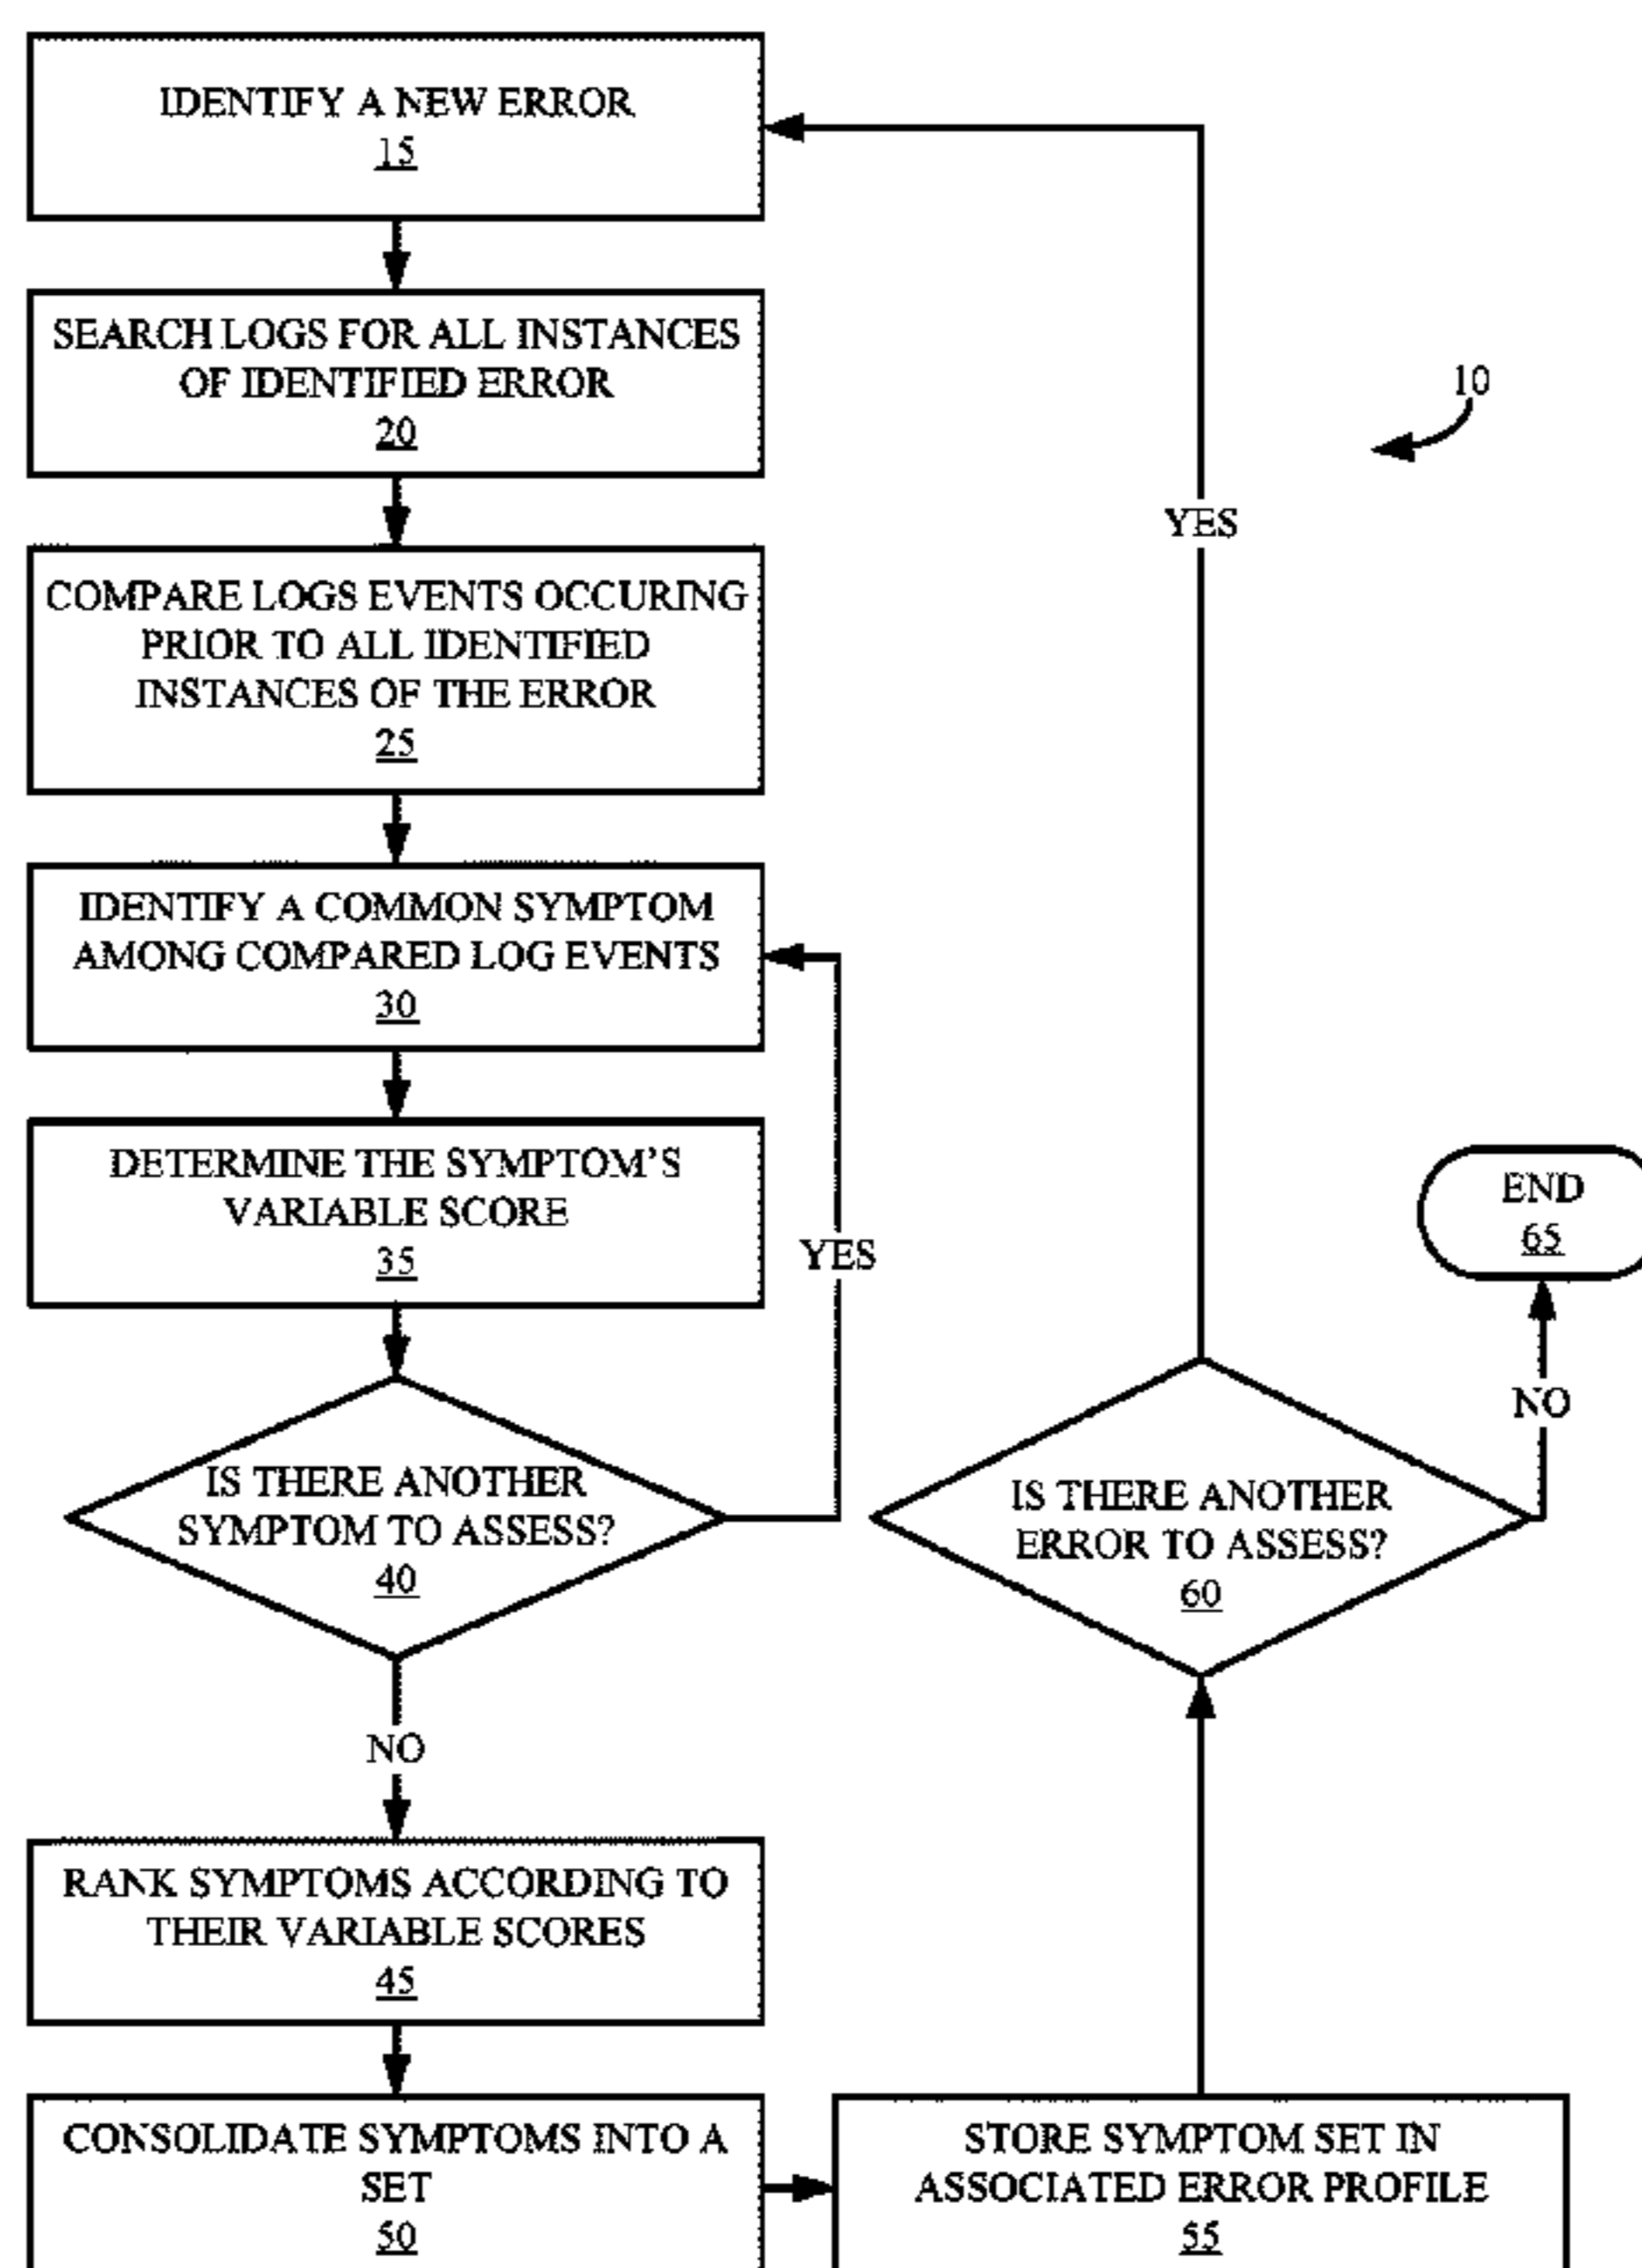 IDENTIFY A NEW ERROR
15
SEARCH LOGS FOR ALL INSTANCES
OF IDENTIFIED ERROR
20
COMPARE LOGS EVENTS OCCURING
PRIOR TO ALL IDENTIFIED
INSTANCES OF THE ERROR
25
IDENTIFY A COMMON SYMPTOM
AMONG COMPARED LOG EVENTS
30
DETERMINE THE SYMPTOM'S
VARIABLE SCORE
35
IS THERE ANOTHER
SYMPTOM TO ASSESS?
40
YES
NO
RANK SYMPTOMS ACCORDING TO
THEIR VARIABLE SCORES
45
CONSOLIDATE SYMPTOMS INTO A
SET
50
STORE SYMPTOM SET IN
ASSOCIATED ERROR PROFILE
55
IS THERE ANOTHER
ERROR TO ASSESS?
60
YES
NO
END
65
10